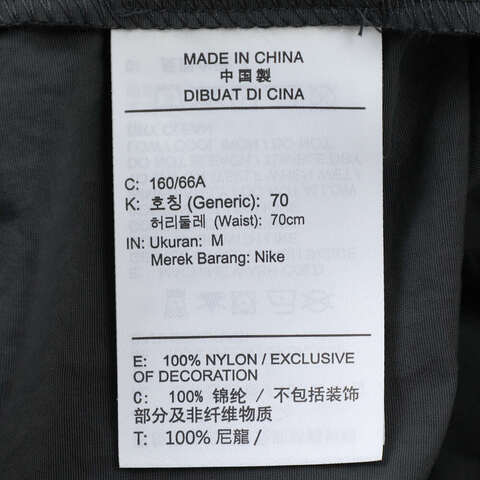 MADE IN CHINA
中国製
DIBUAT DI CINA
C: 160/66A
K: 호칭 (Generic): 70
허리둘레 (Waist): 70cm
IN: Ukuran: M
Merek Barang: Nike
E: 100% NYLON / EXCLUSIVE
OF DECORATION
C: 100% 锦纶 / 不包括装饰
部分及非纤维物质
T: 100% 尼龍 /